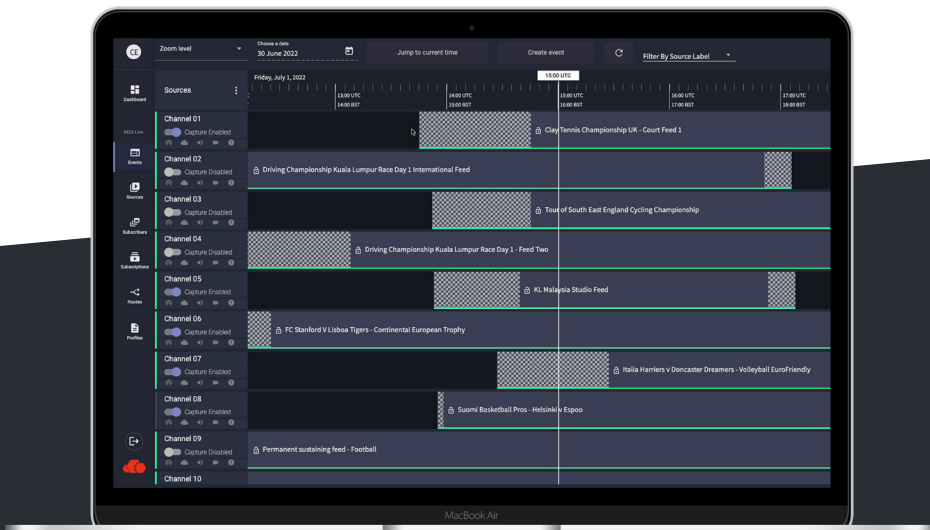 CE
Zoom level
Choose a date
30 June 2022
Jump to current time
Create event
Filter By Source Label
Dashboard
M2A Live
Events
Sources
Subscribers
Subscriptions
Routes
Profiles
Sources
Friday, July 1, 2022
15:00 UTC
13:00 UTC
14:00 BST
14:00 UTC
15:00 BST
15:00 UTC
16:00 BST
16:00 UTC
17:00 BST
17:00 UTC
18:00 BST
Channel 01
Capture Enabled
Clay Tennis Championship UK - Court Feed 1
Channel 02
Capture Disabled
Driving Championship Kuala Lumpur Race Day 1 International Feed
Channel 03
Capture Disabled
Tour of South East England Cycling Championship
Channel 04
Capture Disabled
Driving Championship Kuala Lumpur Race Day 1 - Feed Two
Channel 05
Capture Enabled
KL Malaysia Studio Feed
Channel 06
Capture Enabled
FC Stanford V Lisboa Tigers - Continental European Trophy
Channel 07
Capture Enabled
Italia Harriers v Doncaster Dreamers - Volleyball EuroFriendly
Channel 08
Capture Enabled
Suomi Basketball Pros - Helsinki v Espoo
Channel 09
Capture Disabled
Permanent sustaining feed - Football
Channel 10
MacBook Air